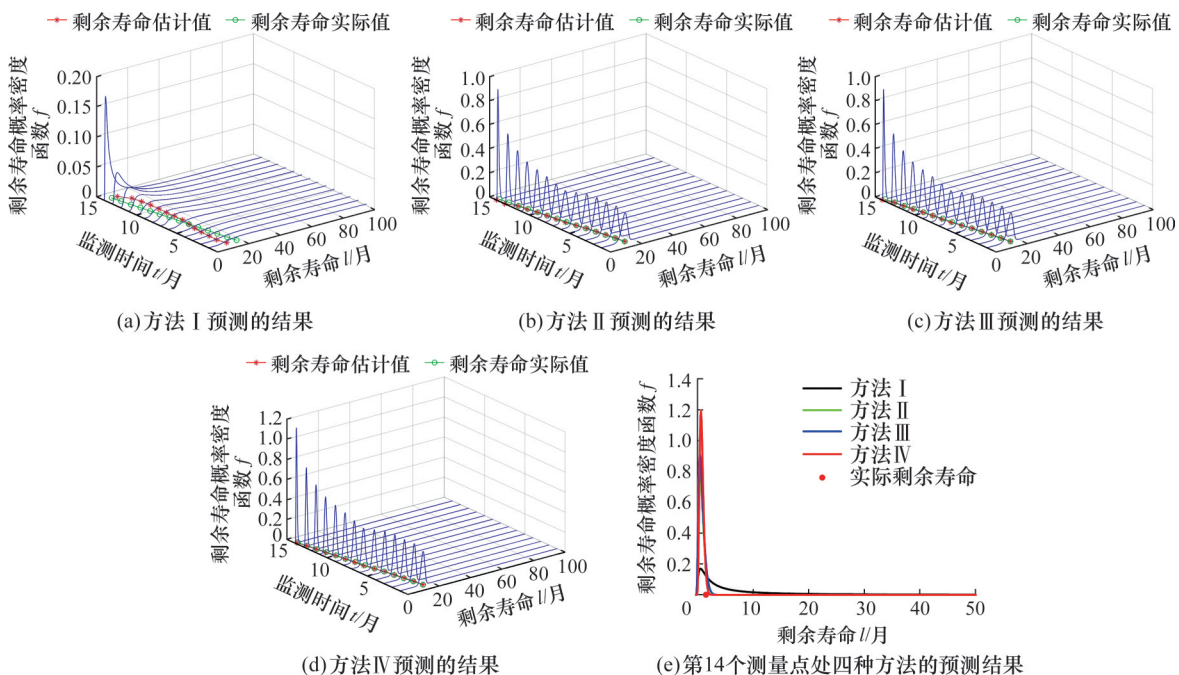 剩余寿命估计值 剩余寿命实际值
剩余寿命概率密度
函数 f
0.20
0.15
0.10
0.05
0
15
10
5
0
监测时间 t/月
20 40 60 80 100
剩余寿命 l/月
(a)方法Ⅰ预测的结果
剩余寿命估计值 剩余寿命实际值
剩余寿命概率密度
函数 f
1.0
0.8
0.6
0.4
0.2
0
15
10
5
0
监测时间 t/月
20 40 60 80 100
剩余寿命 l/月
(b)方法Ⅱ预测的结果
剩余寿命估计值 剩余寿命实际值
剩余寿命概率密度
函数 f
1.0
0.8
0.6
0.4
0.2
0
15
10
5
0
监测时间 t/月
20 40 60 80 100
剩余寿命 l/月
(c)方法Ⅲ预测的结果
剩余寿命估计值 剩余寿命实际值
剩余寿命概率密度
函数 f
1.2
1.0
0.8
0.6
0.4
0.2
0
15
10
5
0
监测时间 t/月
20 40 60 80 100
剩余寿命 l/月
(d)方法Ⅳ预测的结果
剩余寿命概率密度函数 f
1.4
1.2
1.0
0.8
0.6
0.4
0.2
0 10 20 30 40 50
方法Ⅰ
方法Ⅱ
方法Ⅲ
方法Ⅳ
实际剩余寿命
剩余寿命 l/月
(e)第14个测量点处四种方法的预测结果